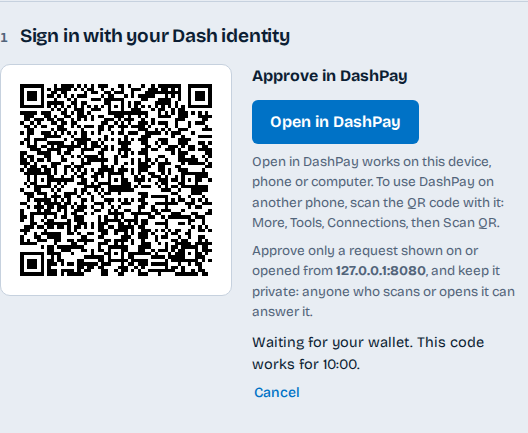 1 Sign in with your Dash identity
Approve in DashPay
Open in DashPay
Open in DashPay works on this device,
phone or computer. To use DashPay on
another phone, scan the QR code with it:
More, Tools, Connections, then Scan QR.
Approve only a request shown on or
opened from 127.0.0.1:8080, and keep it
private: anyone who scans or opens it can
answer it.
Waiting for your wallet. This code
works for 10:00.
Cancel